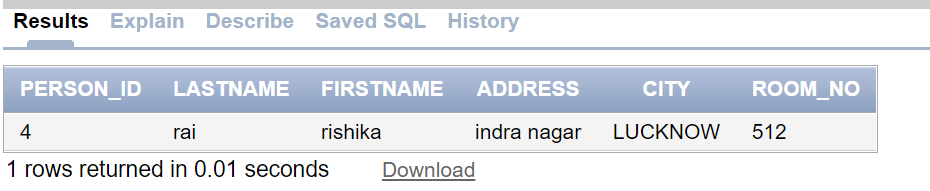 Results Explain Describe Saved SQL History
PERSON_ID LASTNAME FIRSTNAME ADDRESS CITY ROOM_NO
4 rai rishika indra nagar LUCKNOW 512
1 rows returned in 0.01 seconds Download